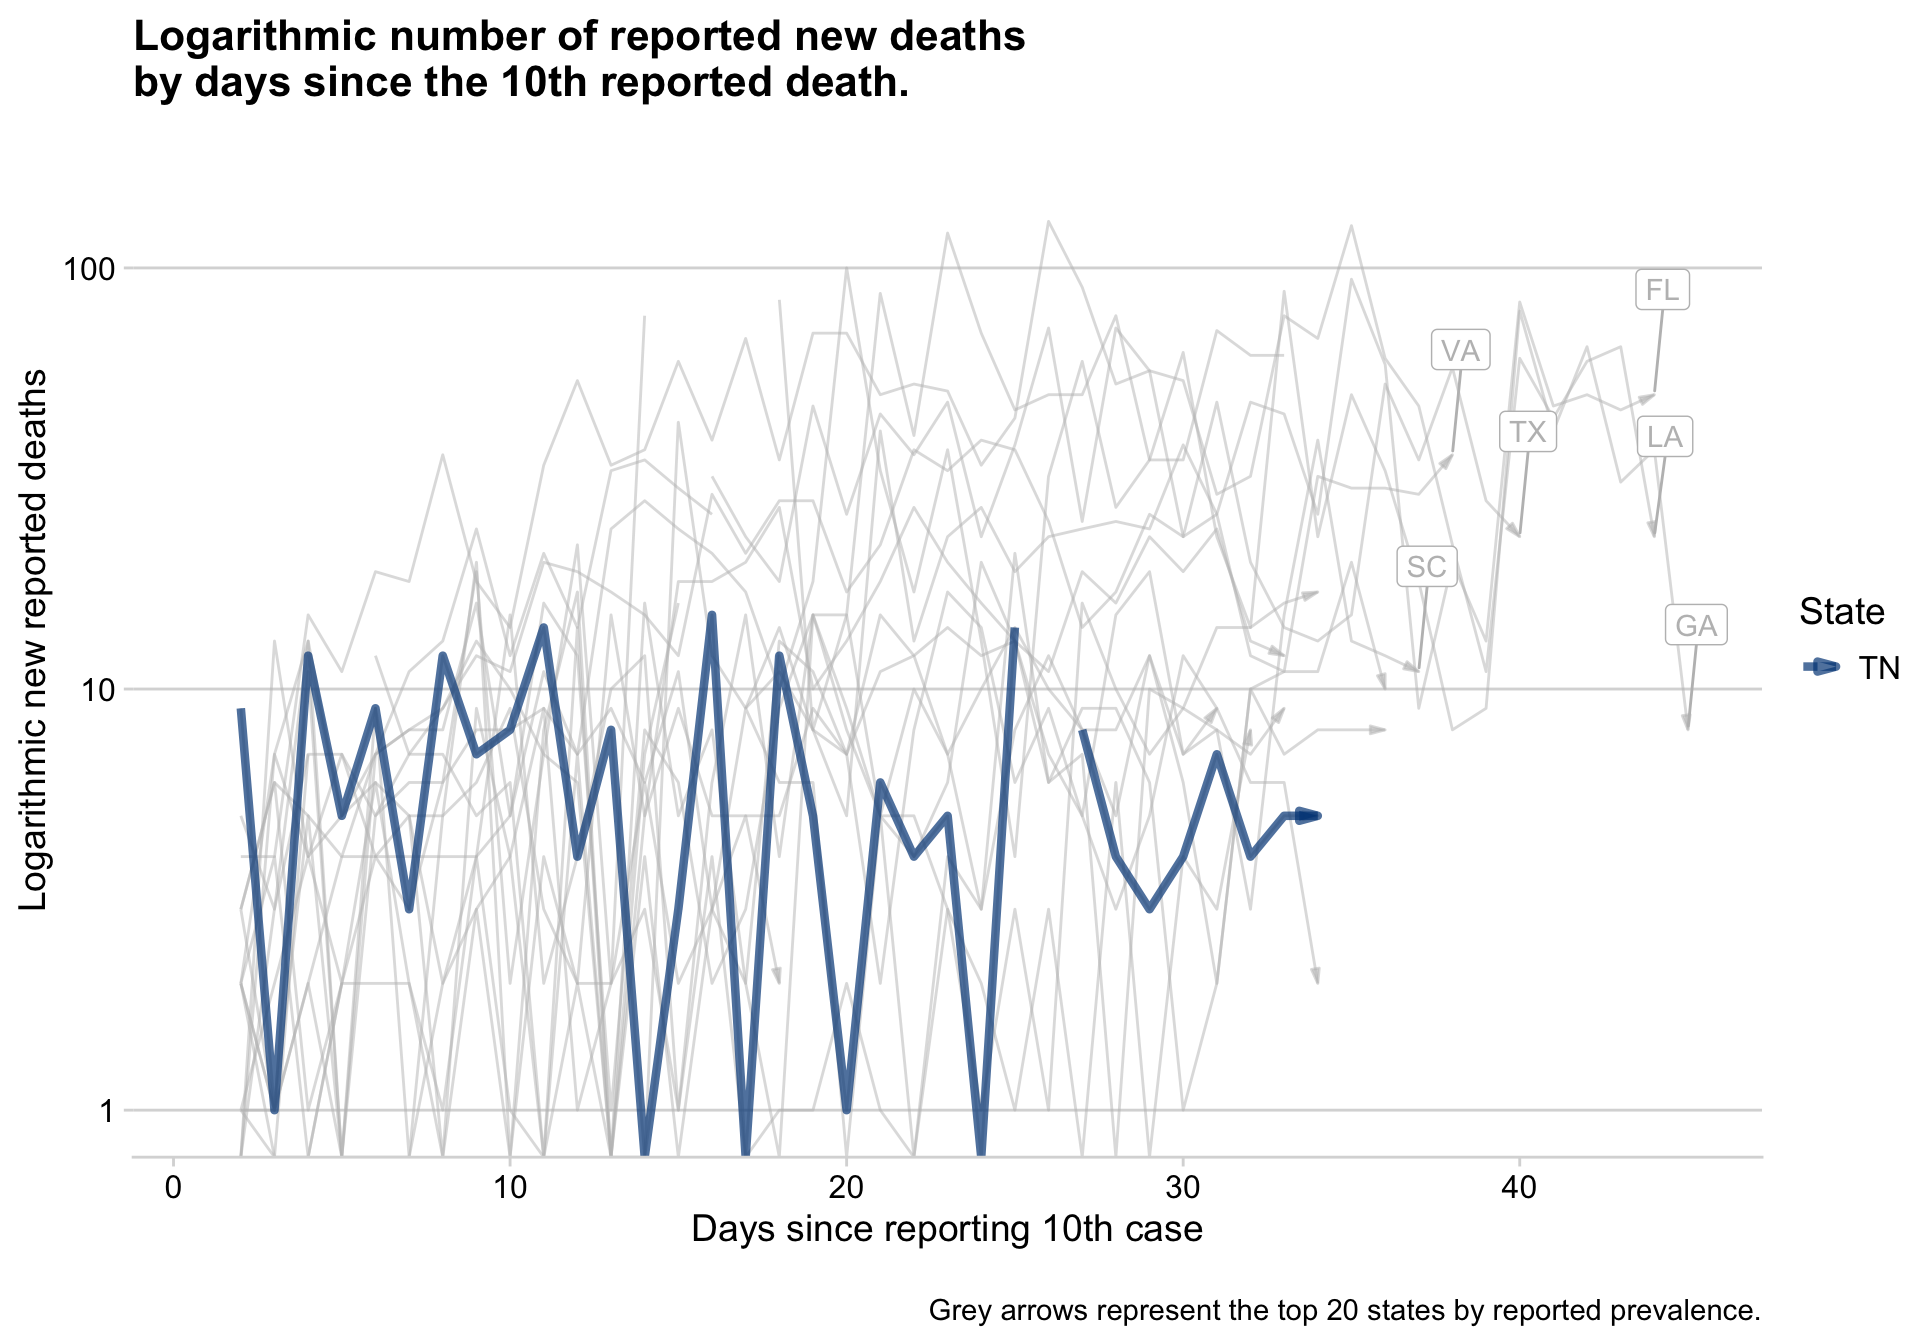 Logarithmic number of reported new deaths
by days since the 10th reported death.
Logarithmic new reported deaths
100
10
1
FL
VA
TX
LA
SC
GA
State
TN
0
10
20
30
40
Days since reporting 10th case
Grey arrows represent the top 20 states by reported prevalence.